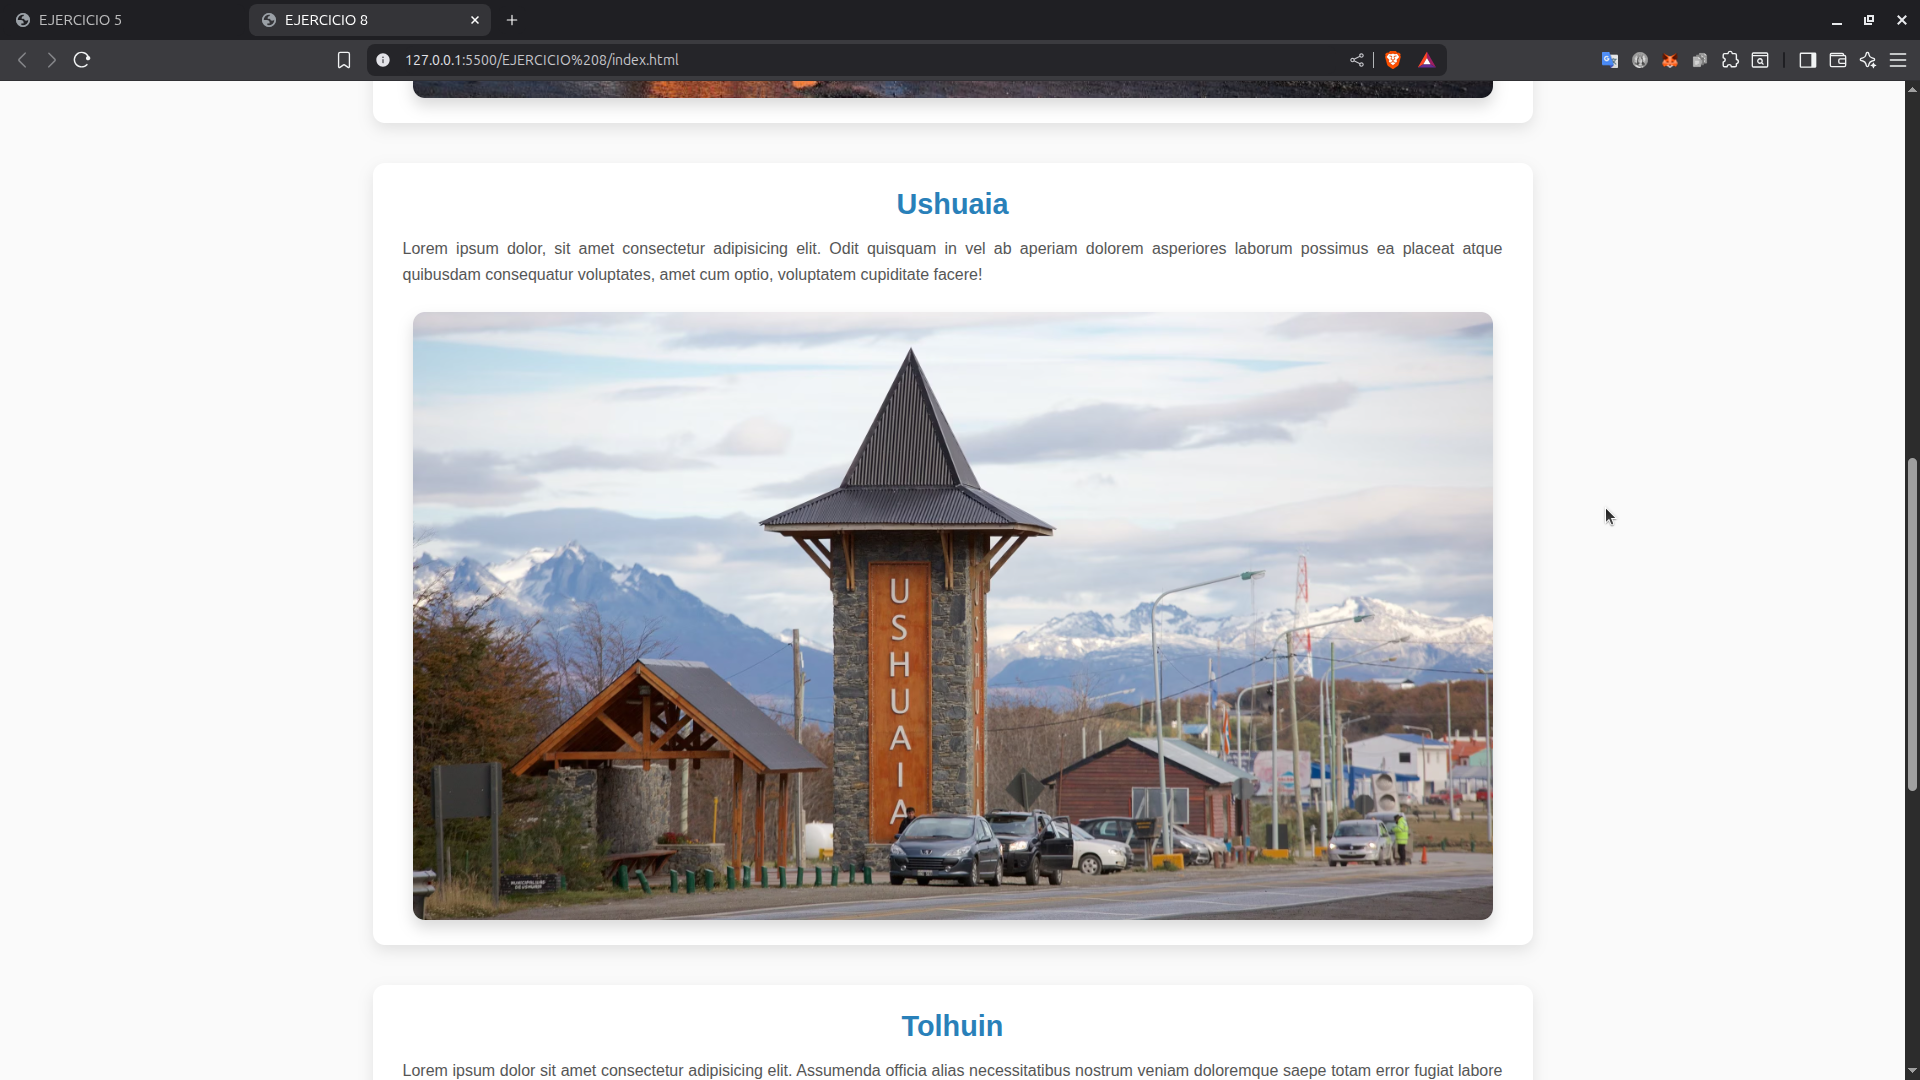 EJERCICIO 5
EJERCICIO 8
127.0.0.1:5500/EJERCICIO%208/index.html
Ushuaia
Lorem ipsum dolor, sit amet consectetur adipisicing elit. Odit quisquam in vel ab aperiam dolorem asperiores laborum possimus ea placeat atque
quibusdam consequatur voluptates, amet cum optio, voluptatem cupiditate facere!
USHUAIA
Tolhuin
Lorem ipsum dolor sit amet consectetur adipisicing elit. Assumenda officia alias necessitatibus nostrum veniam doloremque saepe totam error fugiat labore